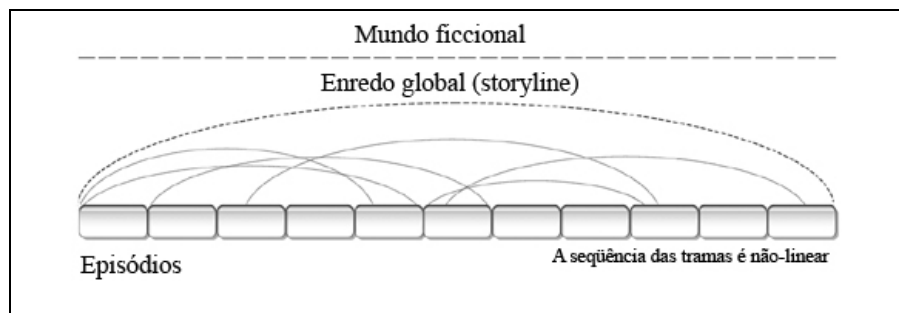 Mundo ficcional
Enredo global (storyline)
Episódios
A seqüência das tramas é não-linear